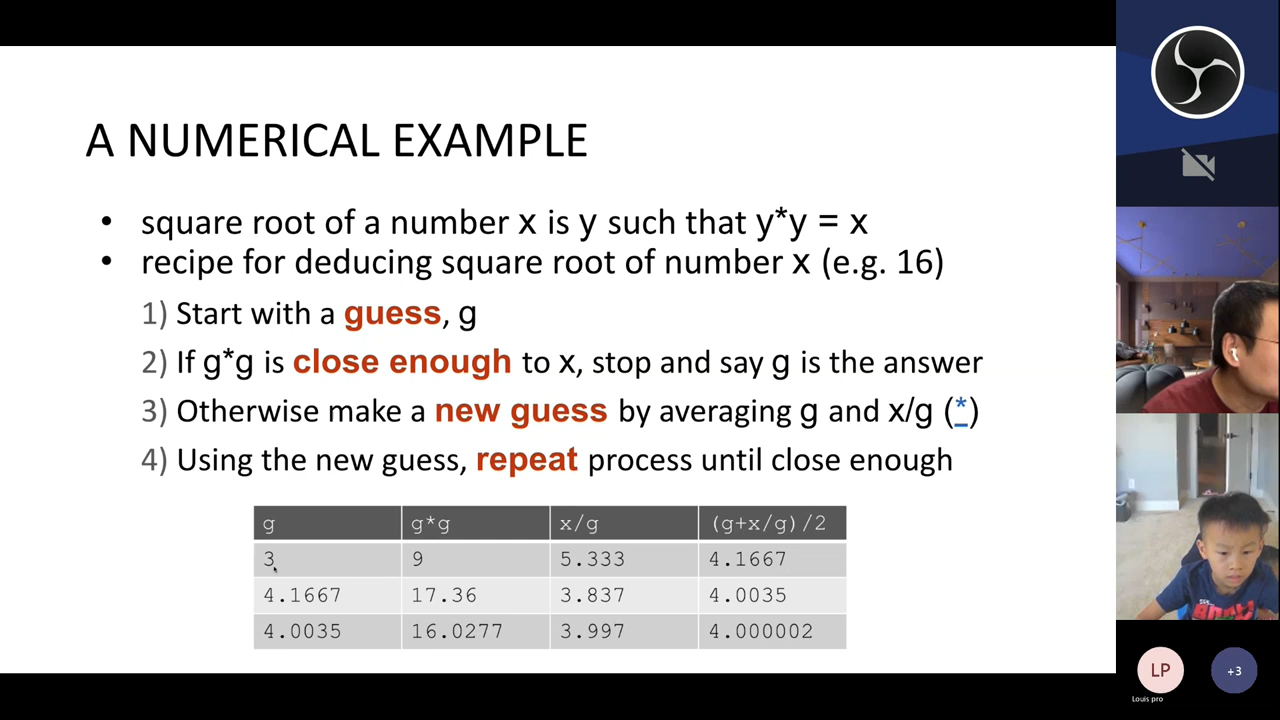 A NUMERICAL EXAMPLE
• square root of a number x is y such that y*y = x
• recipe for deducing square root of number x (e.g. 16)
1) Start with a guess, g
2) If g*g is close enough to x, stop and say g is the answer
3) Otherwise make a new guess by averaging g and x/g (*)
4) Using the new guess, repeat process until close enough
g g*g x/g (g+x/g)/2
3 9 5.333 4.1667
4.1667 17.36 3.837 4.0035
4.0035 16.0277 3.997 4.000002
LP +3
Louis pro